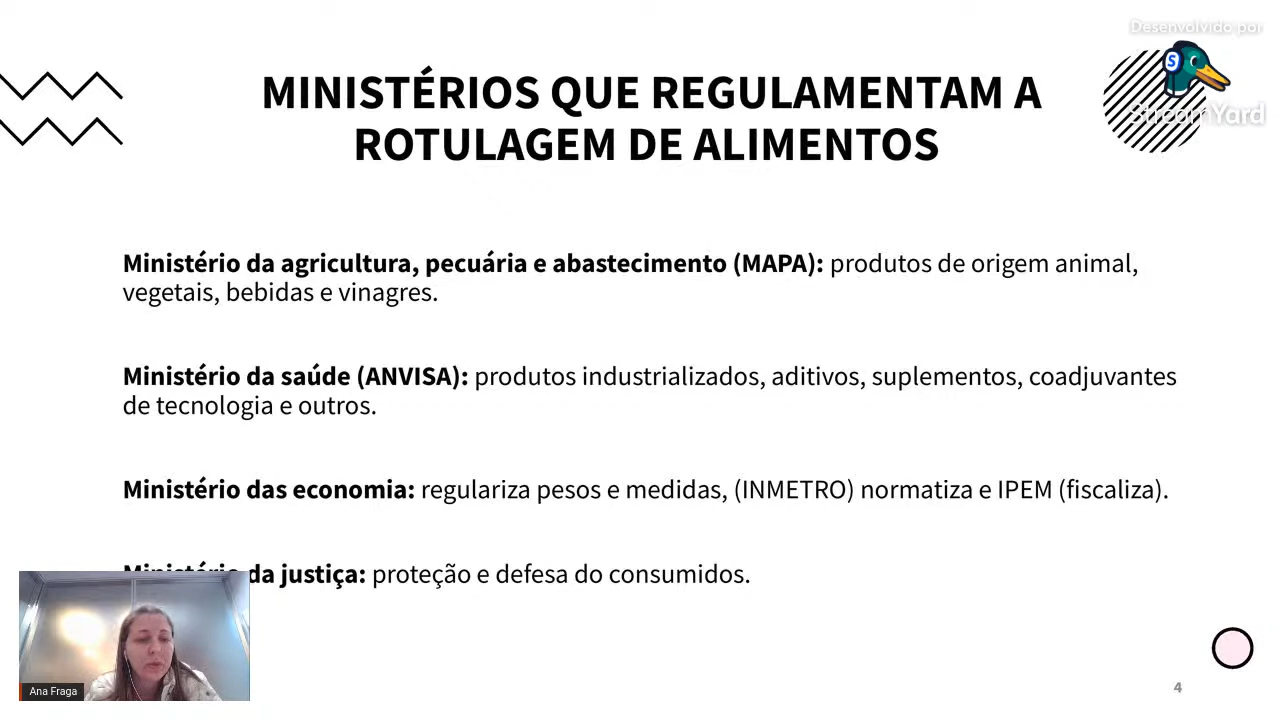 Desenvolvido por
StreamYard
MINISTÉRIOS QUE REGULAMENTAM A
ROTULAGEM DE ALIMENTOS
Ministério da agricultura, pecuária e abastecimento (MAPA): produtos de origem animal,
vegetais, bebidas e vinagres.
Ministério da saúde (ANVISA): produtos industrializados, aditivos, suplementos, coadjuvantes
de tecnologia e outros.
Ministério das economia: regulariza pesos e medidas, (INMETRO) normatiza e IPEM (fiscaliza).
Ministério da justiça: proteção e defesa do consumidos.
Ana Fraga
4